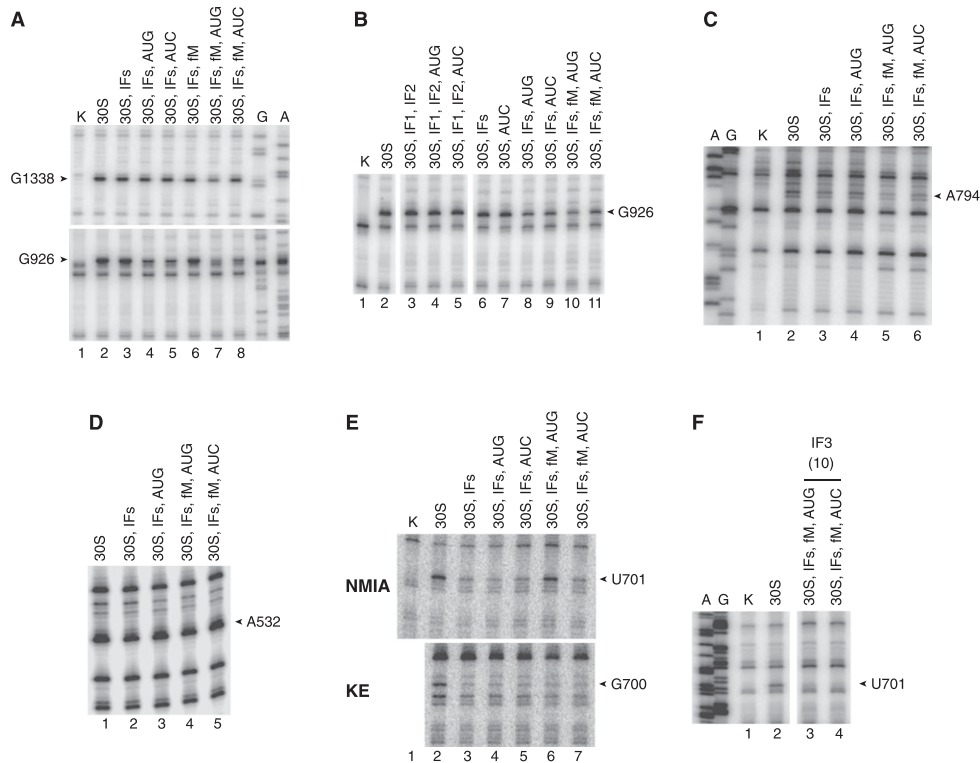 A
K
30S
30S, IFs
30S, IFs, AUG
30S, IFs, AUC
30S, IFs, fM
30S, IFs, fM, AUG
30S, IFs, fM, AUC
G
A
G1338
G926
1 2 3 4 5 6 7 8
B
K
30S
30S, IF1, IF2
30S, IF1, IF2, AUG
30S, IF1, IF2, AUC
30S, IFs
30S, AUC
30S, IFs, AUG
30S, IFs, AUC
30S, IFs, fM, AUG
30S, IFs, fM, AUC
G926
1 2 3 4 5 6 7 8 9 10 11
C
A
G
K
30S
30S, IFs
30S, IFs, AUG
30S, IFs, fM, AUG
30S, IFs, fM, AUC
A794
1 2 3 4 5 6
D
30S
30S, IFs
30S, IFs, AUG
30S, IFs, fM, AUG
30S, IFs, fM, AUC
A532
1 2 3 4 5
E
K
30S
30S, IFs
30S, IFs, AUG
30S, IFs, AUC
30S, IFs, fM, AUG
30S, IFs, fM, AUC
NMIA
U701
KE
G700
1 2 3 4 5 6 7
F
IF3
(10)
A
G
K
30S
30S, IFs, fM, AUG
30S, IFs, fM, AUC
U701
1 2 3 4